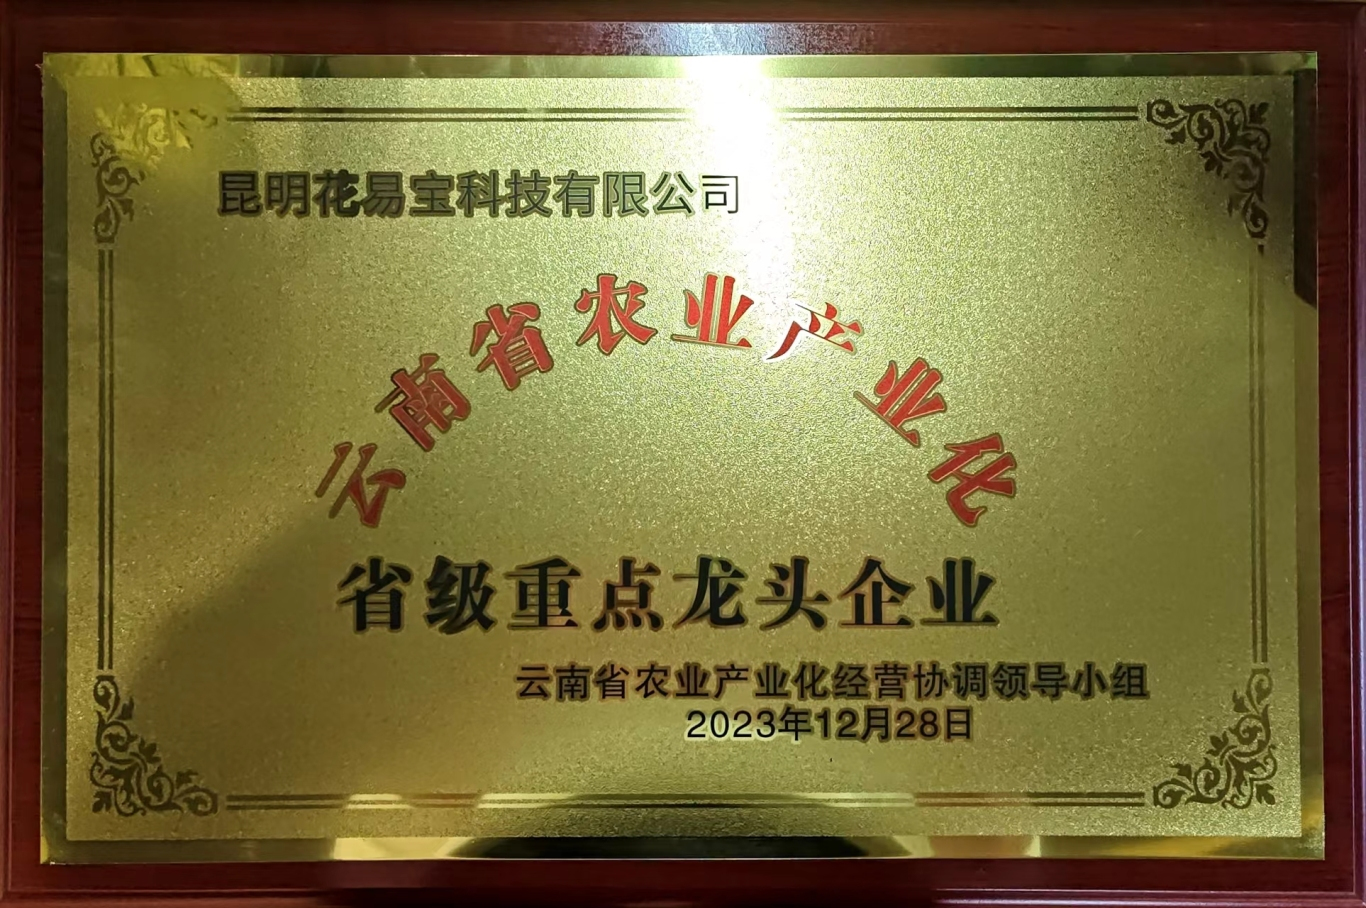 昆明花易宝科技有限公司
云南省农业产业化
省级重点龙头企业
云南省农业产业化经营协调领导小组
2023年12月28日